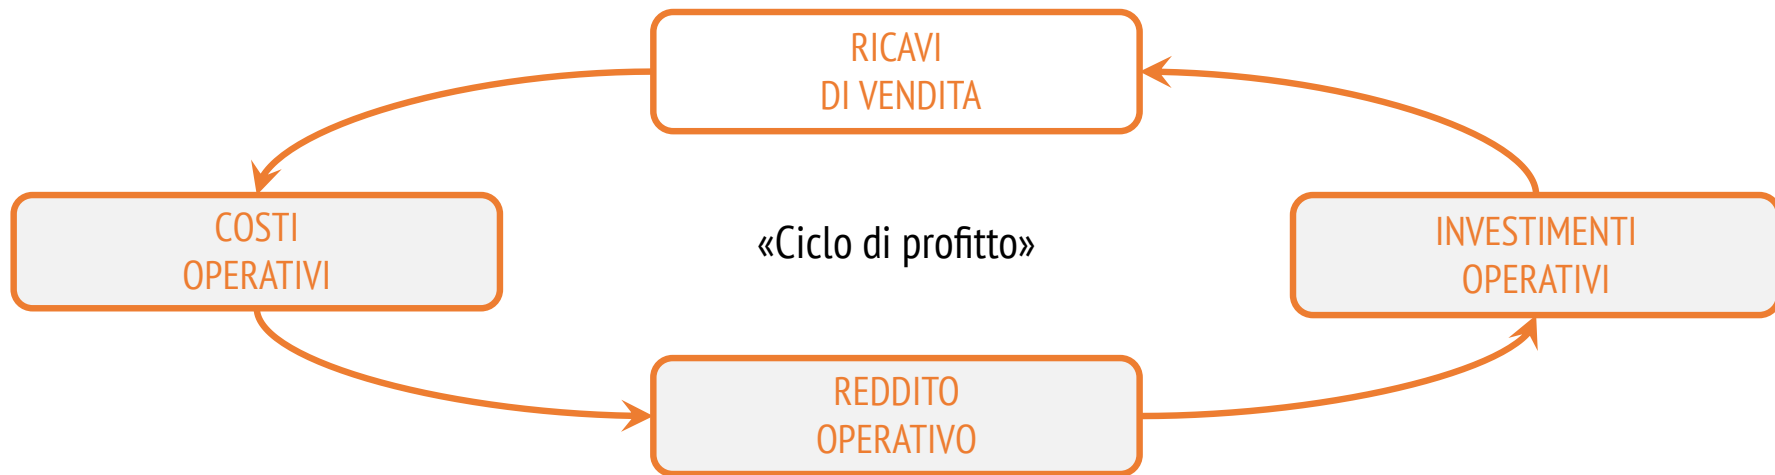 RICAVI
DI VENDITA
COSTI
OPERATIVI
«Ciclo di profitto»
INVESTIMENTI
OPERATIVI
REDDITO
OPERATIVO